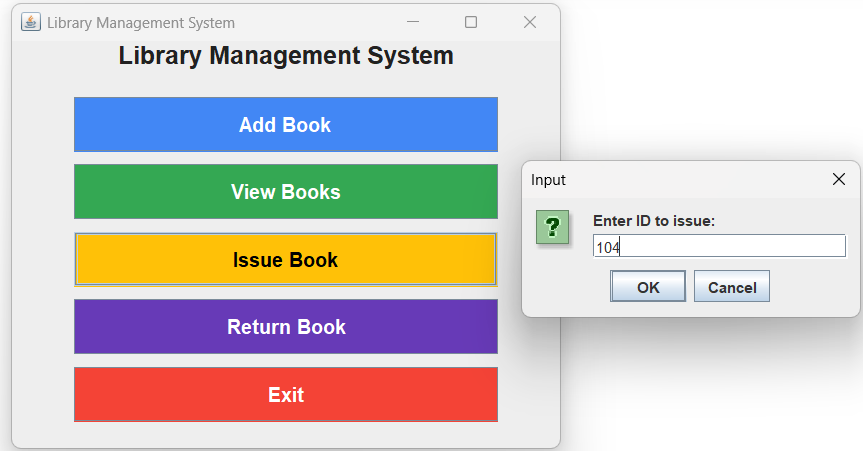 Library Management System
Library Management System
Add Book
View Books
Issue Book
Return Book
Exit
Input
?
Enter ID to issue:
104
OK
Cancel